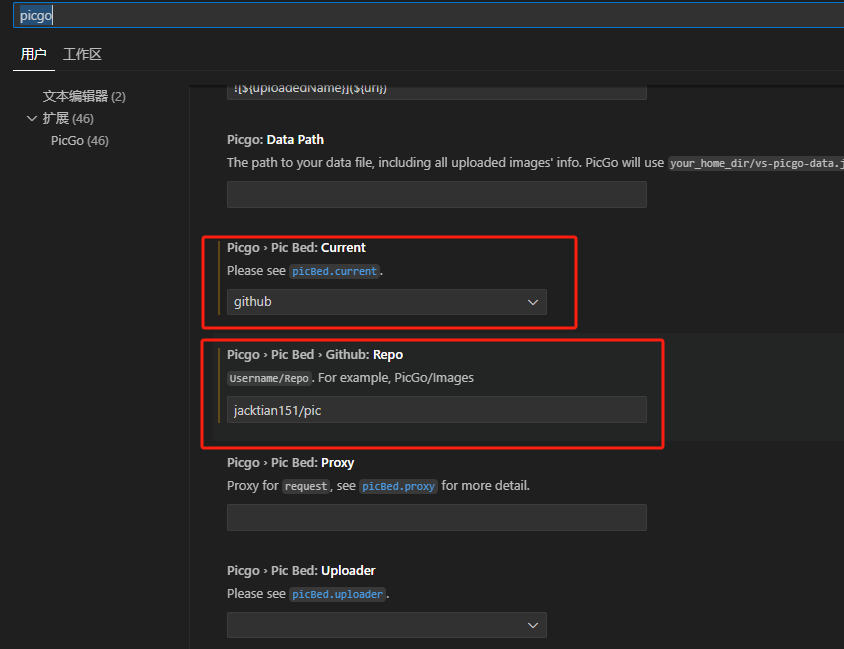 picgo
用户 工作区
文本编辑器 (2)
扩展 (46)
PicGo (46)
![${uploadedName}](${url})
Picgo: Data Path
The path to your data file, including all uploaded images' info. PicGo will use your_home_dir/vs-picgo-data.j
Picgo › Pic Bed: Current
Please see picBed.current.
github
Picgo › Pic Bed › Github: Repo
Username/Repo. For example, PicGo/Images
jacktian151/pic
Picgo › Pic Bed: Proxy
Proxy for request, see picBed.proxy for more detail.
Picgo › Pic Bed: Uploader
Please see picBed.uploader.